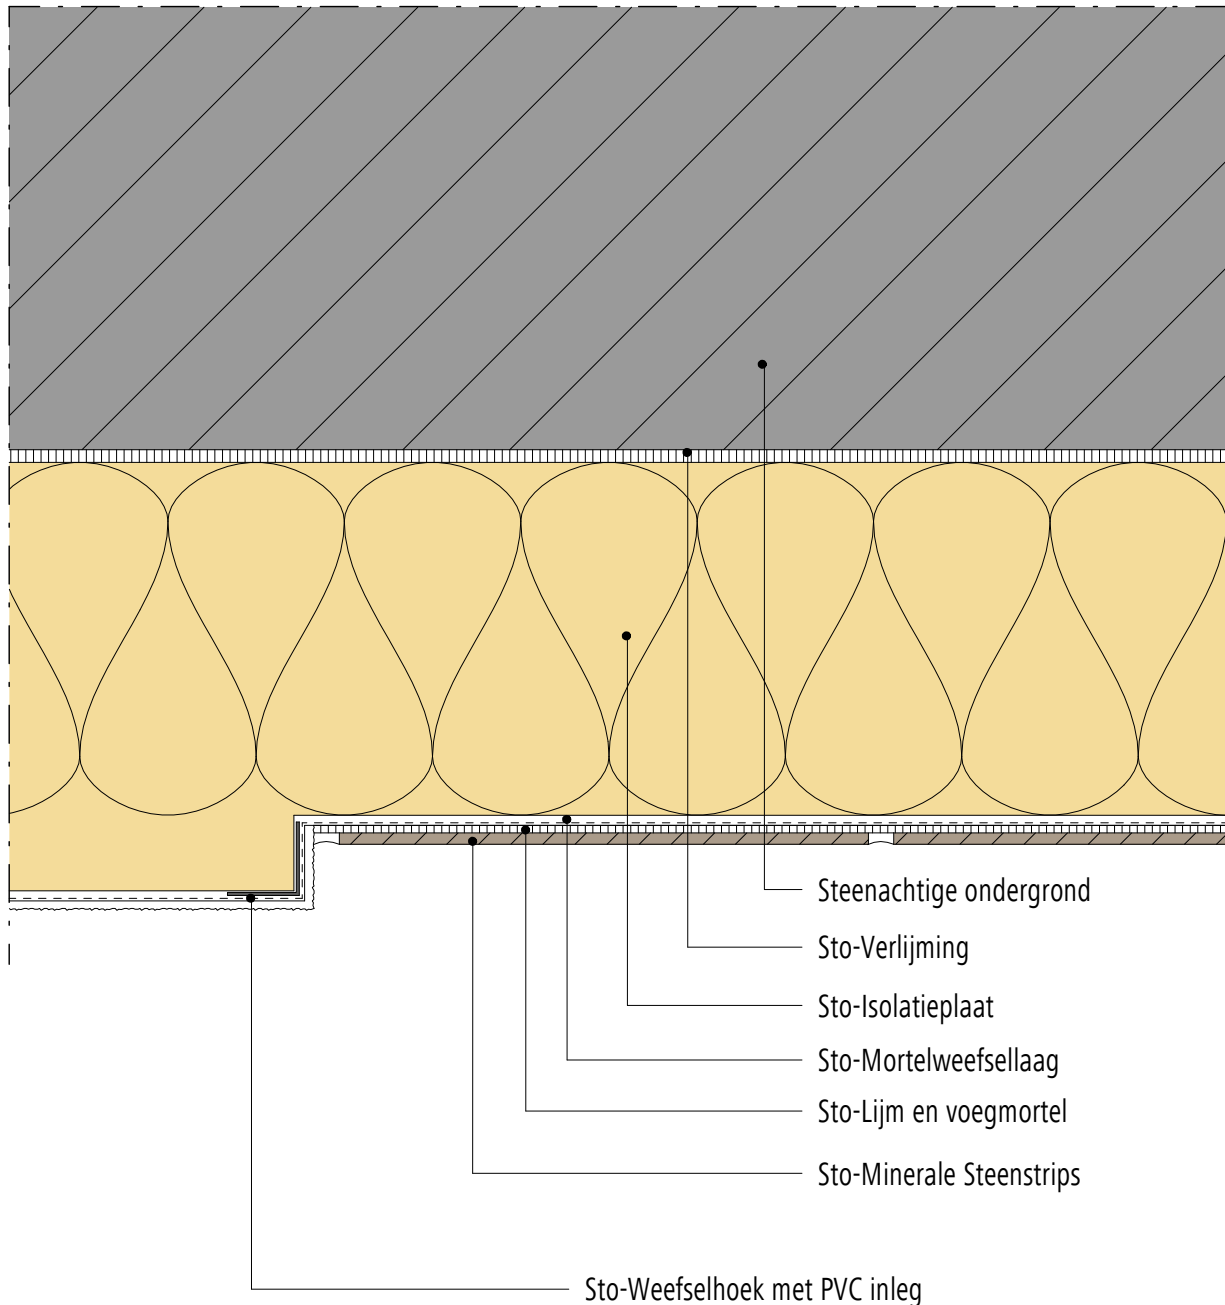 Steenachtige ondergrond
Sto-Verlijming
Sto-Isolatieplaat
Sto-Mortelweefsellaag
Sto-Lijm en voegmortel
Sto-Minerale Steenstrips
Sto-Weefselhoek met PVC inleg